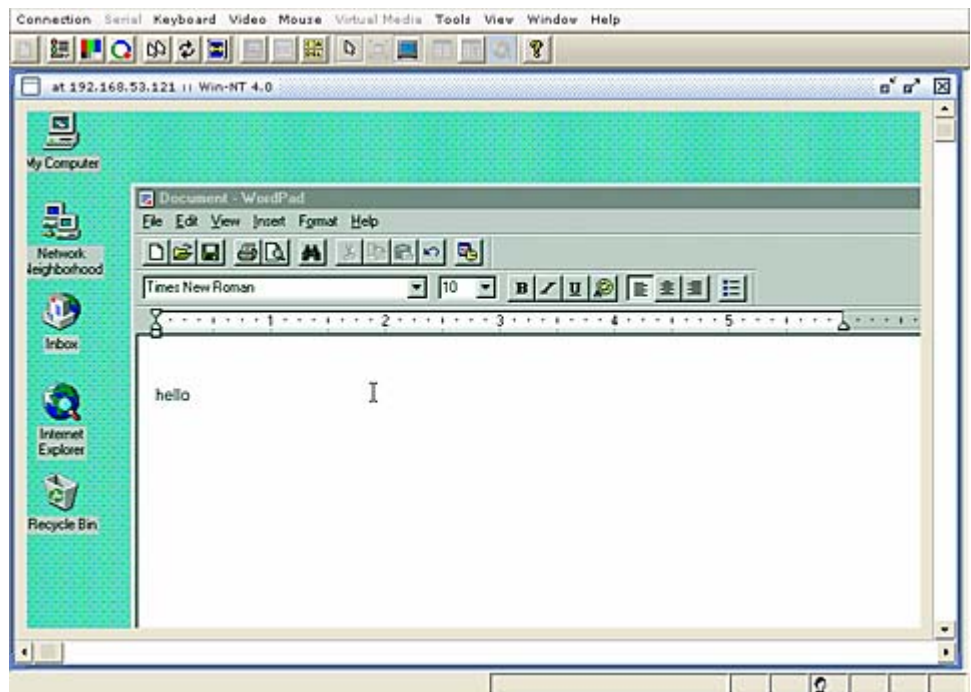 Connection Serial Keyboard Video Mouse Virtual Media Tools View Window Help
at 192.168.53.121 :: Win-NT 4.0
My Computer
Document - WordPad
File Edit View Insert Format Help
Network
Neighborhood
Times New Roman 10 B I U
1 2 3 4 5
Inbox
hello
Internet
Explorer
Recycle Bin